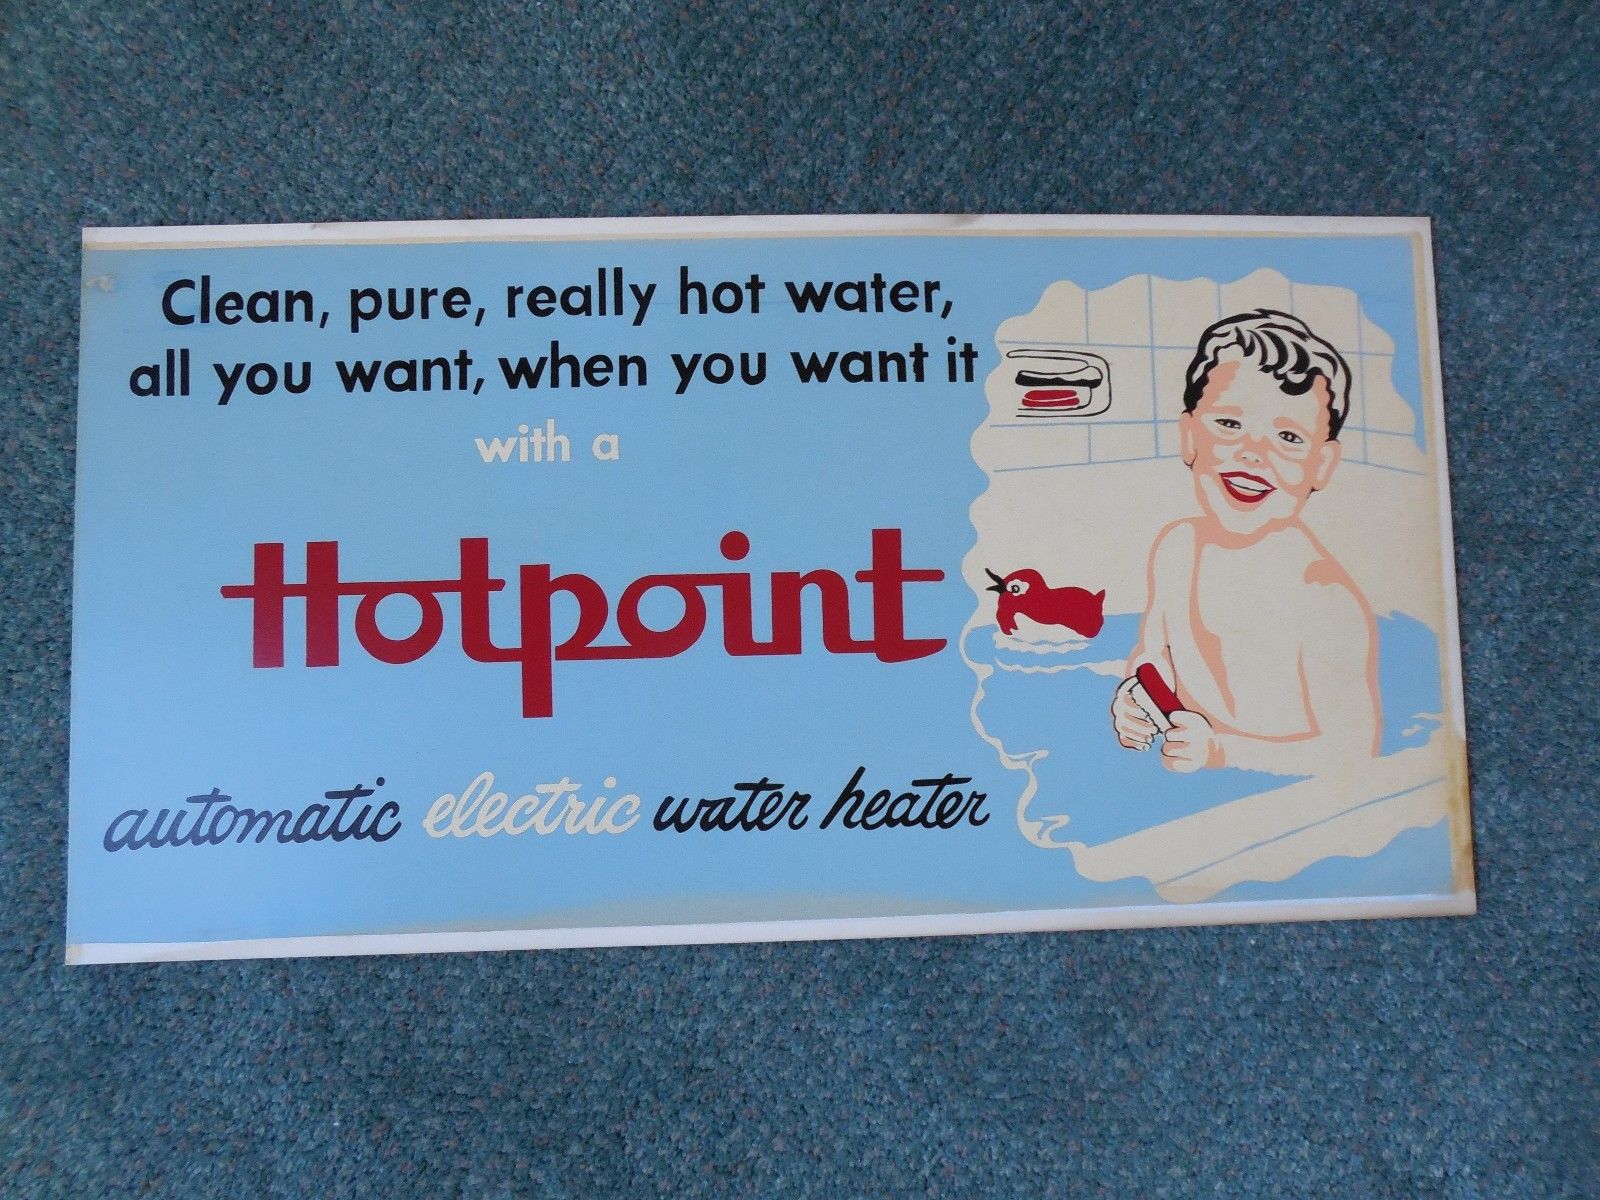 Clean, pure, really hot water,
all you want, when you want it
with a
Hotpoint
automatic electric water heater